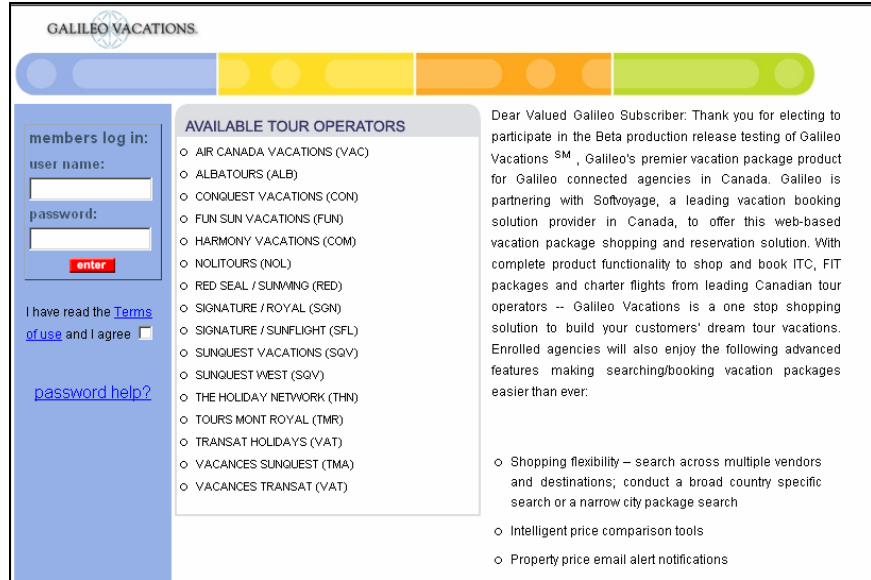 GALILEO VACATIONS.
members log in:
user name:
password:
enter
I have read the Terms
of use and I agree
password help?
AVAILABLE TOUR OPERATORS
AIR CANADA VACATIONS (VAC)
ALBATOURS (ALB)
CONQUEST VACATIONS (CON)
FUN SUN VACATIONS (FUN)
HARMONY VACATIONS (COM)
NOLITOURS (NOL)
RED SEAL / SUNWING (RED)
SIGNATURE / ROYAL (SGN)
SIGNATURE / SUNFLIGHT (SFL)
SUNQUEST VACATIONS (SQV)
SUNQUEST WEST (SQV)
THE HOLIDAY NETWORK (THN)
TOURS MONT ROYAL (TMR)
TRANSAT HOLIDAYS (VAT)
VACANCES SUNQUEST (TMA)
VACANCES TRANSAT (VAT)
Dear Valued Galileo Subscriber: Thank you for electing to
participate in the Beta production release testing of Galileo
Vacations SM , Galileo's premier vacation package product
for Galileo connected agencies in Canada. Galileo is
partnering with Softvoyage, a leading vacation booking
solution provider in Canada, to offer this web-based
vacation package shopping and reservation solution. With
complete product functionality to shop and book ITC, FIT
packages and charter flights from leading Canadian tour
operators -- Galileo Vacations is a one stop shopping
solution to build your customers' dream tour vacations.
Enrolled agencies will also enjoy the following advanced
features making searching/booking vacation packages
easier than ever:
Shopping flexibility – search across multiple vendors
and destinations; conduct a broad country specific
search or a narrow city package search
Intelligent price comparison tools
Property price email alert notifications